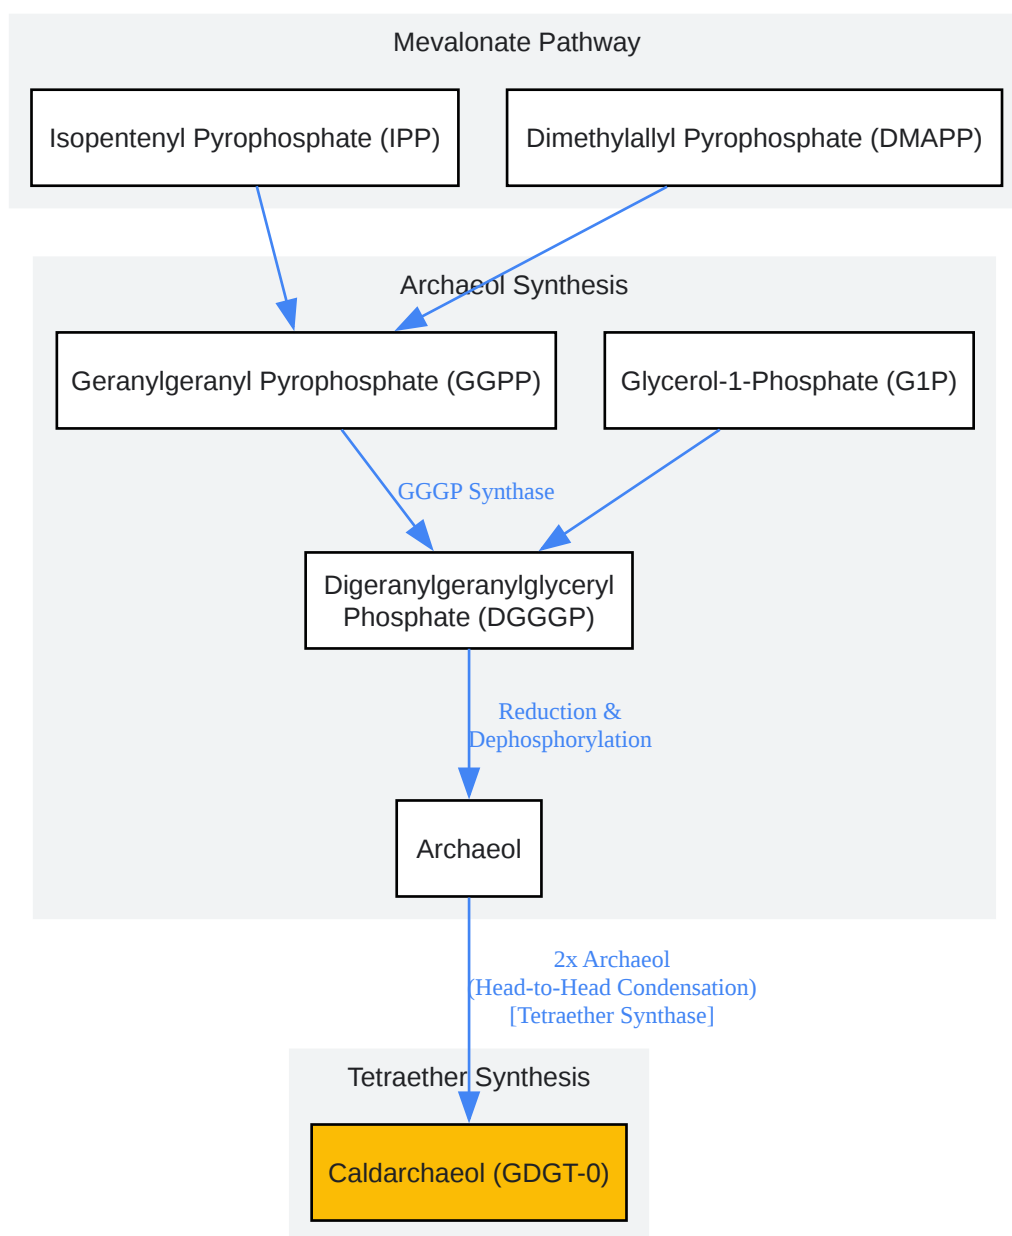 Mevalonate Pathway
Isopentenyl Pyrophosphate (IPP)
Dimethylallyl Pyrophosphate (DMAPP)
Archaeol Synthesis
Geranylgeranyl Pyrophosphate (GGPP)
Glycerol-1-Phosphate (G1P)
GGGP Synthase
Digeranylgeranylglyceryl
Phosphate (DGGGP)
Reduction &
Dephosphorylation
Archaeol
2x Archaeol
(Head-to-Head Condensation)
[Tetraether Synthase]
Tetraether Synthesis
Caldarchaeol (GDGT-0)